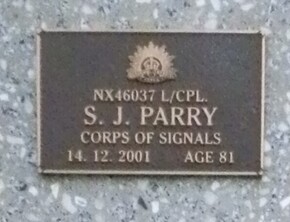 NX46037 L/CPL.
S. J. PARRY
CORPS OF SIGNALS
14. 12. 2001 AGE 81